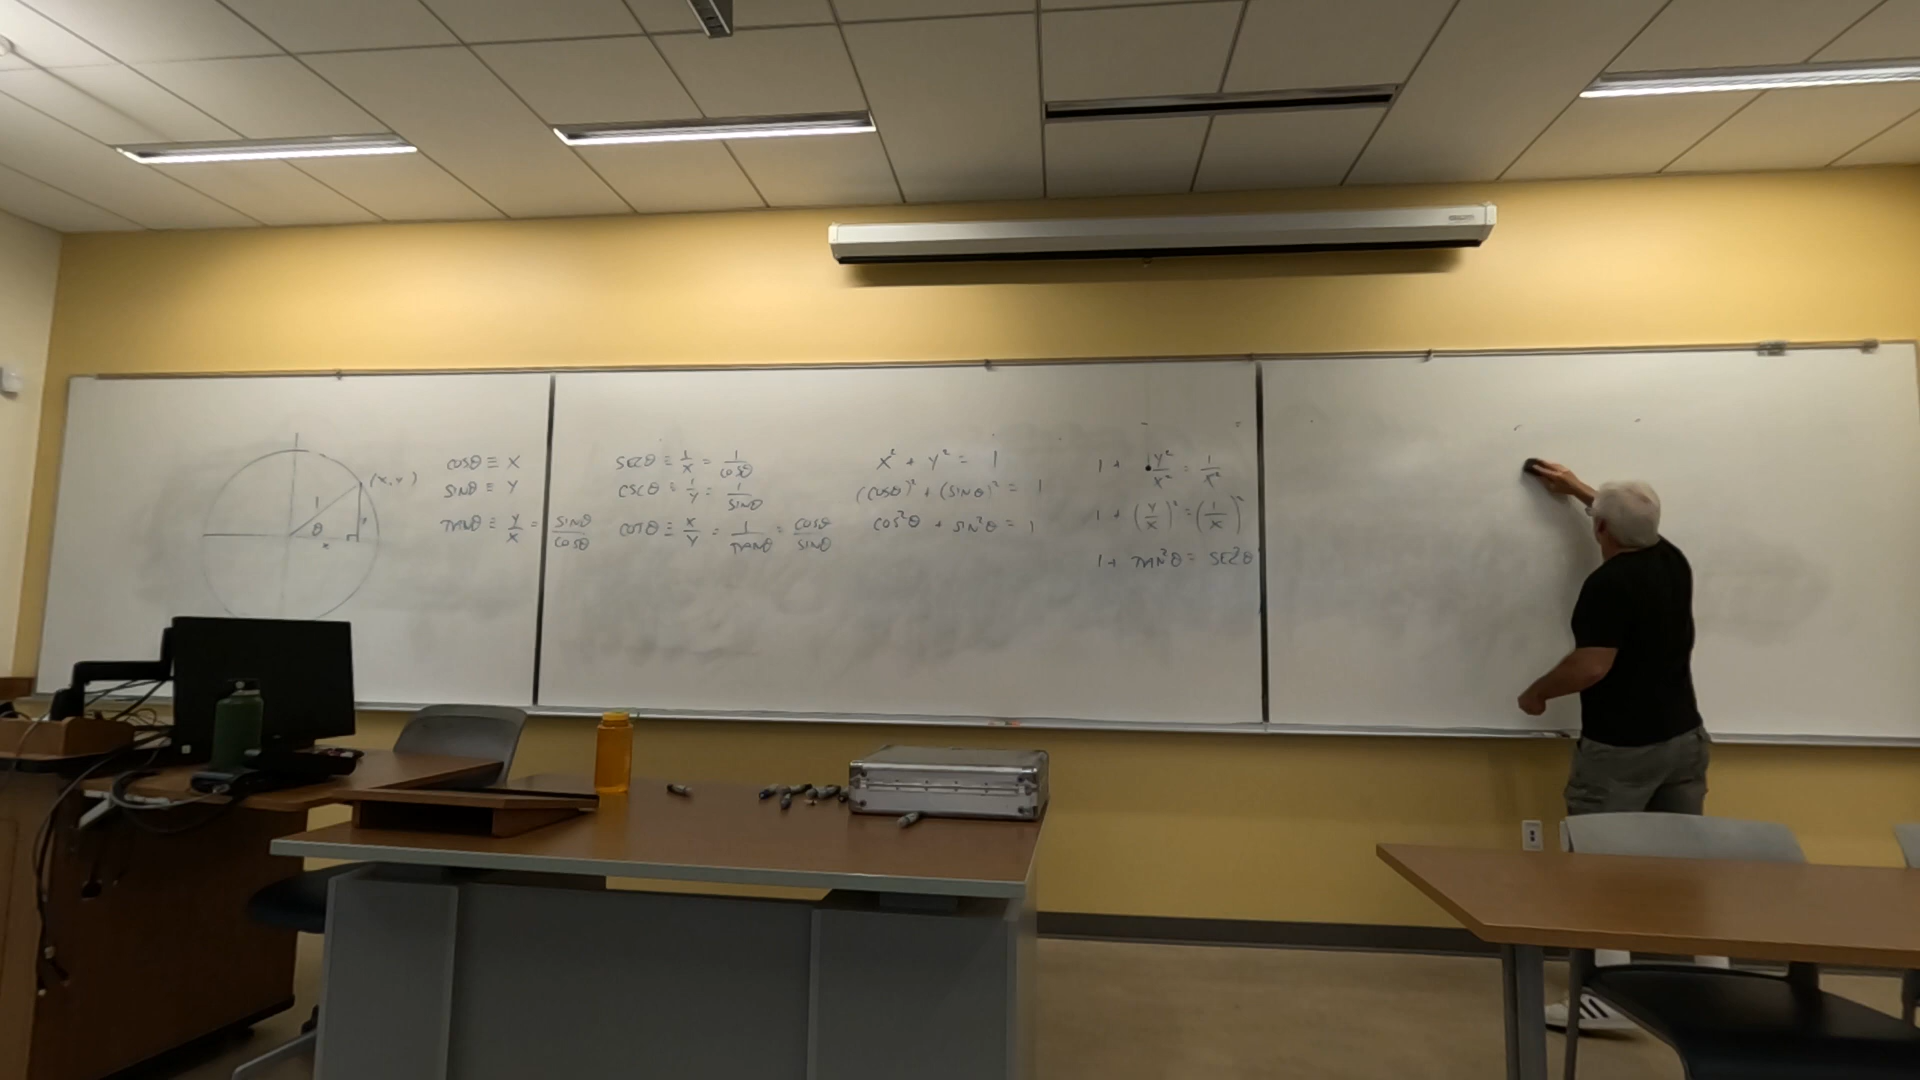 (x, y)
1
θ
x
COSθ ≡ X
SINθ ≡ Y
TANθ ≡ Y/X = SINθ/COSθ
SECθ ≡ 1/X = 1/COSθ
CSCθ ≡ 1/Y = 1/SINθ
COTθ ≡ X/Y = 1/TANθ = COSθ/SINθ
X² + Y² = 1
(COSθ)² + (SINθ)² = 1
COS²θ + SIN²θ = 1
1 + Y²/X² = 1/X²
1 + (Y/X)² = (1/X)²
1 + TAN²θ = SEC²θ